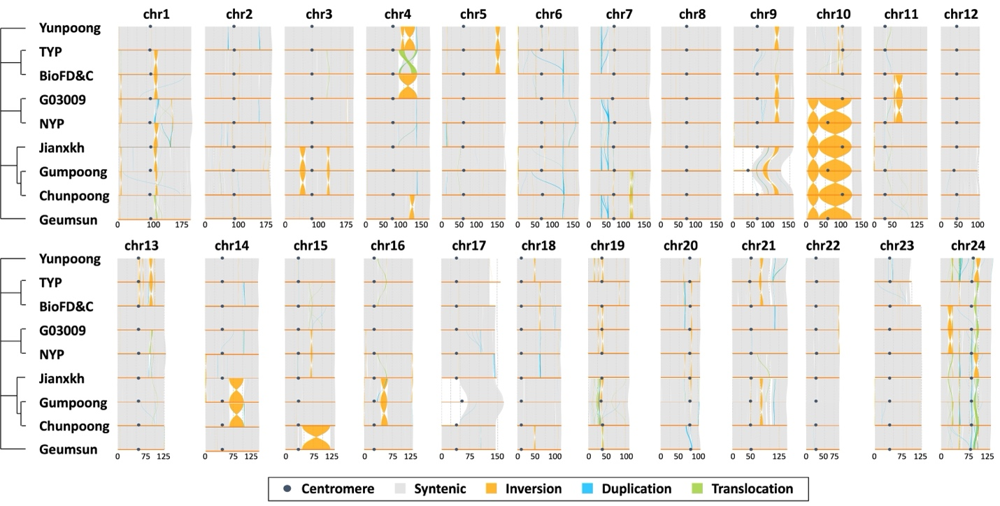 chr1 chr2 chr3 chr4 chr5 chr6 chr7 chr8 chr9 chr10 chr11 chr12
Yunpoong
TYP
BioFD&C
G03009
NYP
Jianxkh
Gumpoong
Chunpoong
Geumsun
0 100 175 0 100 175 0 100 175 0 50 100 150 0 50 100 150 0 50 100 150 0 50 100 150 0 50 100 150 0 50 100 150 0 50 100 150 0 50 125 0 50 100
chr13 chr14 chr15 chr16 chr17 chr18 chr19 chr20 chr21 chr22 chr23 chr24
Yunpoong
TYP
BioFD&C
G03009
NYP
Jianxkh
Gumpoong
Chunpoong
Geumsun
0 75 125 0 75 125 0 75 125 0 75 125 0 75 150 0 50 100 0 50 100 0 50 100 0 50 125 0 50 75 0 50 125 0 75 125
Centromere Syntenic Inversion Duplication Translocation